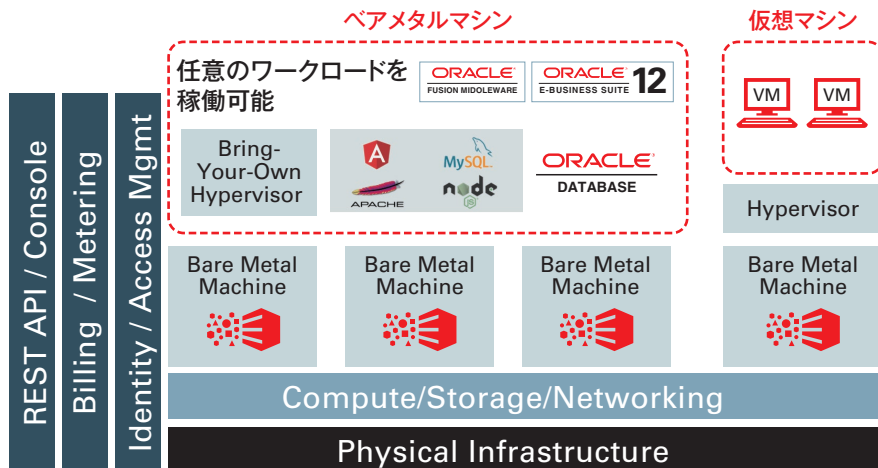 ベアメタルマシン
仮想マシン
任意のワークロードを
稼働可能
ORACLE
FUSION MIDDLEWARE
ORACLE
E-BUSINESS SUITE 12
VM
VM
Bring-
Your-Own
Hypervisor
A
MySQL
APACHE
node
JS
ORACLE
DATABASE
Hypervisor
Bare Metal
Machine
Bare Metal
Machine
Bare Metal
Machine
Bare Metal
Machine
REST API / Console
Billing / Metering
Identity / Access Mgmt
Compute/Storage/Networking
Physical Infrastructure